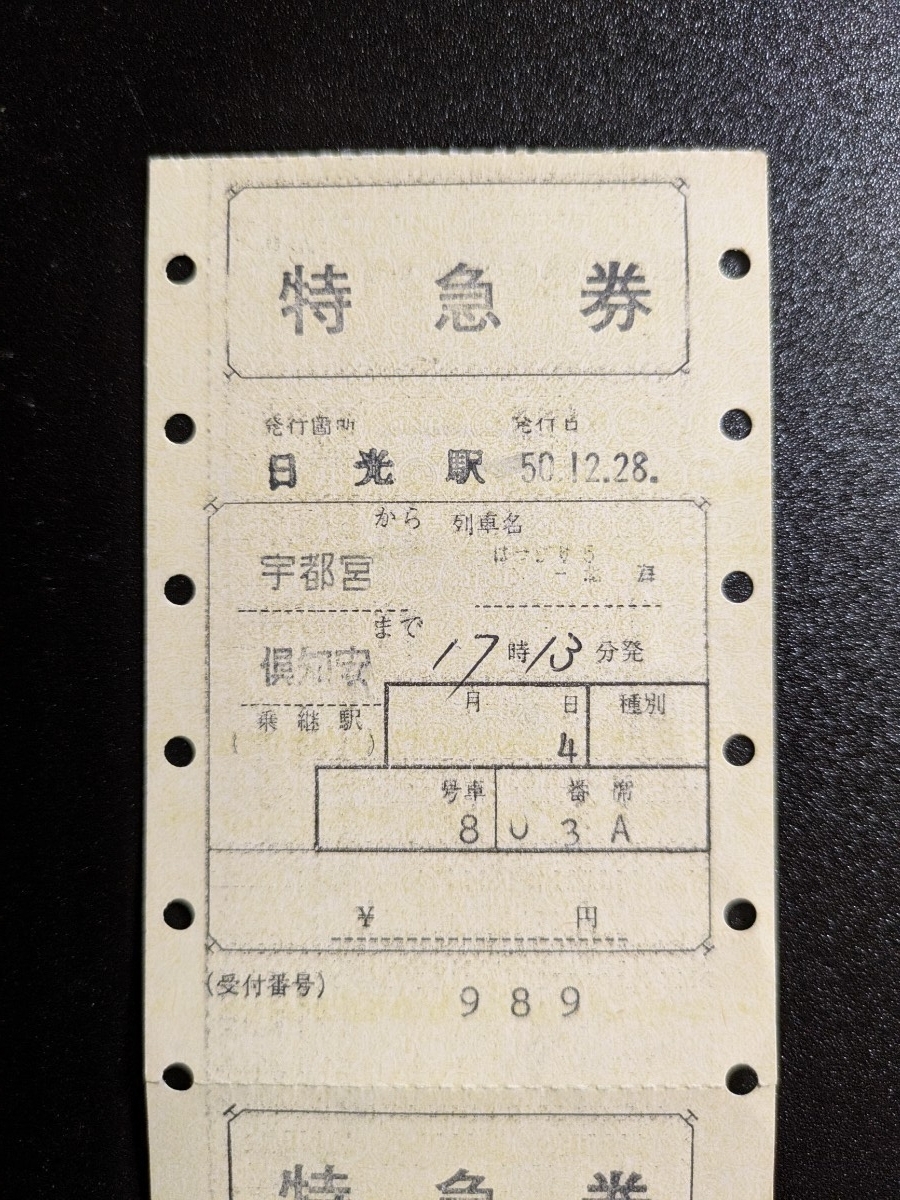 特急券
発行箇所 発行日
日光駅 50.12.28.
から 列車名
宇都宮
まで
倶知安 17時13分発
乗継駅 月 日 種別
( ) 4
号車 番 席
8 3 A
¥ 円
(受付番号) 989
特急券